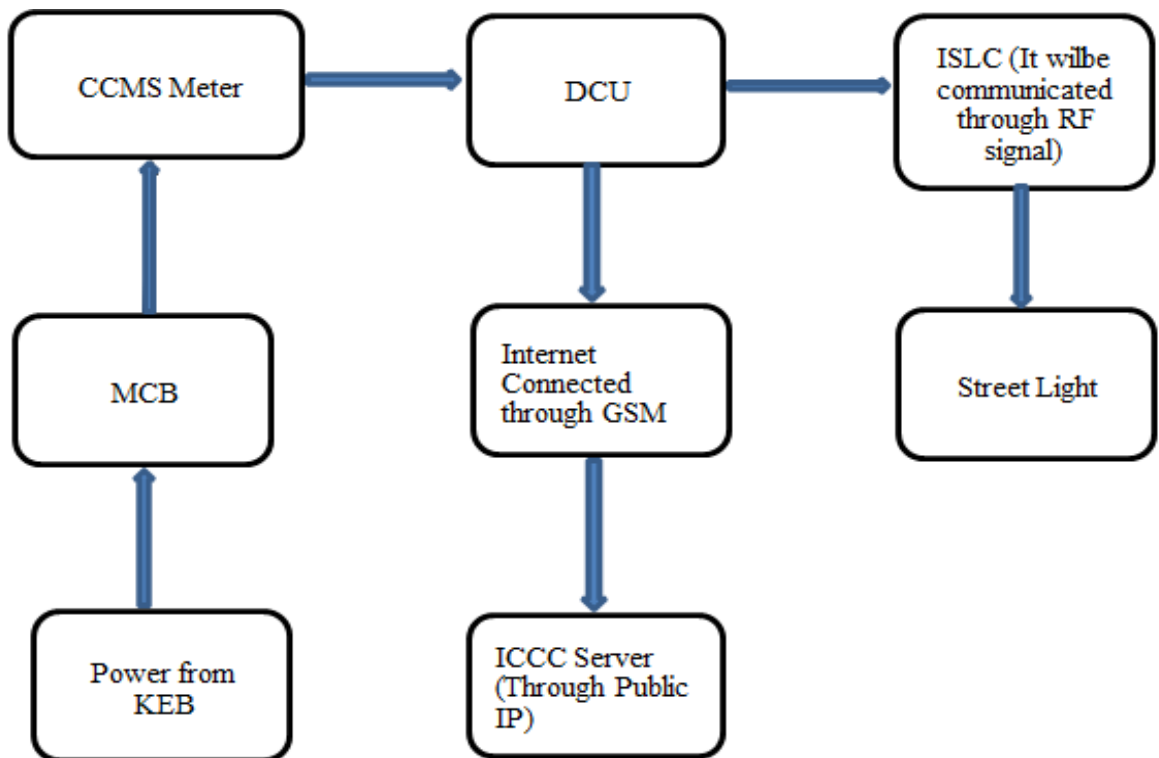 CCMS Meter
DCU
ISLC (It wilbe
communicated
through RF
signal)
MCB
Internet
Connected
through GSM
Street Light
Power from
KEB
ICCC Server
(Through Public
IP)